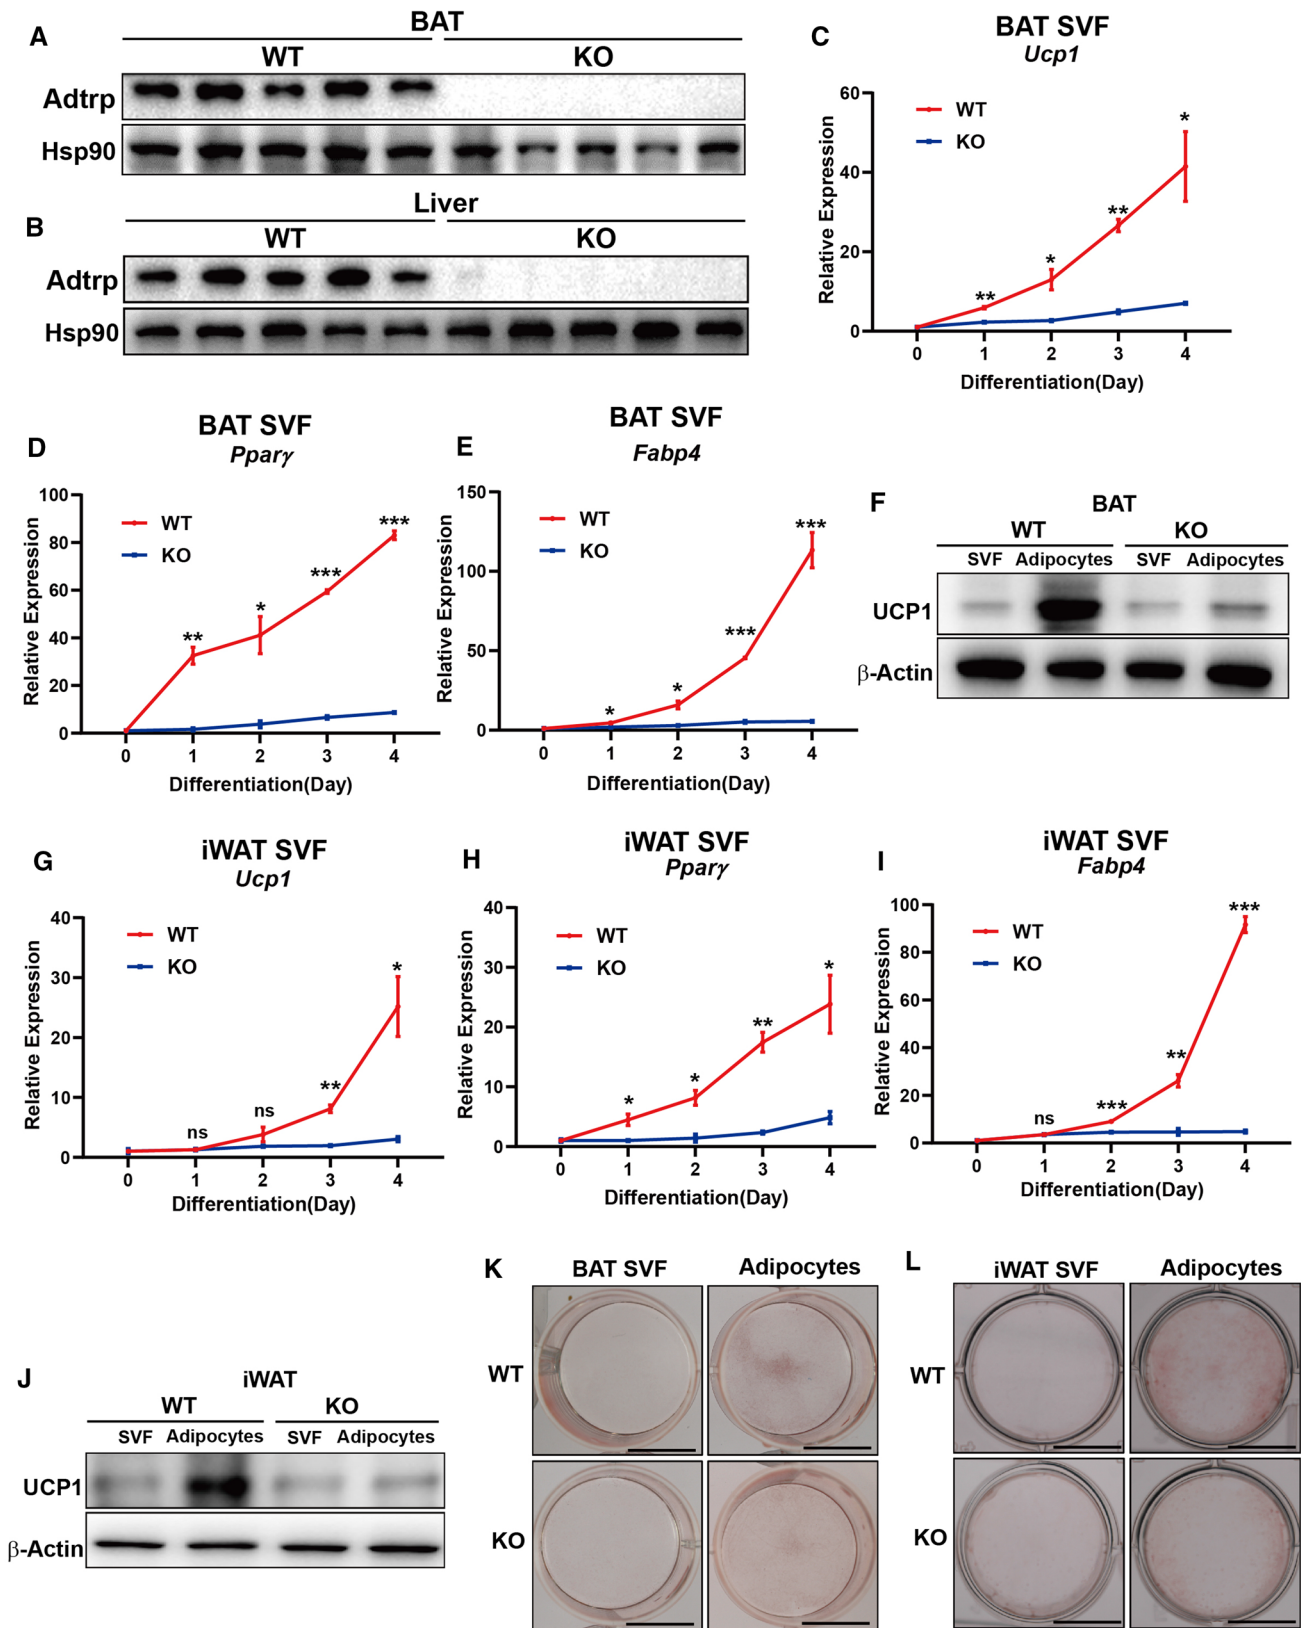 A
BAT
WT KO
Adtrp
Hsp90
B
Liver
WT KO
Adtrp
Hsp90
C
BAT SVF
Ucp1
WT
KO
Relative Expression
60
40
20
0
**
*
**
*
0 1 2 3 4
Differentiation(Day)
D
BAT SVF
Pparγ
WT
KO
Relative Expression
100
80
60
40
20
0
**
*
***
***
0 1 2 3 4
Differentiation(Day)
E
BAT SVF
Fabp4
WT
KO
Relative Expression
150
100
50
0
*
*
***
***
0 1 2 3 4
Differentiation(Day)
F
BAT
WT KO
SVF Adipocytes SVF Adipocytes
UCP1
β-Actin
G
iWAT SVF
Ucp1
WT
KO
Relative Expression
40
30
20
10
0
ns
ns
**
*
0 1 2 3 4
Differentiation(Day)
H
iWAT SVF
Pparγ
WT
KO
Relative Expression
40
30
20
10
0
*
*
**
*
0 1 2 3 4
Differentiation(Day)
I
iWAT SVF
Fabp4
WT
KO
Relative Expression
100
80
60
40
20
0
ns
***
**
***
0 1 2 3 4
Differentiation(Day)
J
iWAT
WT KO
SVF Adipocytes SVF Adipocytes
UCP1
β-Actin
K
BAT SVF Adipocytes
WT
KO
L
iWAT SVF Adipocytes
WT
KO